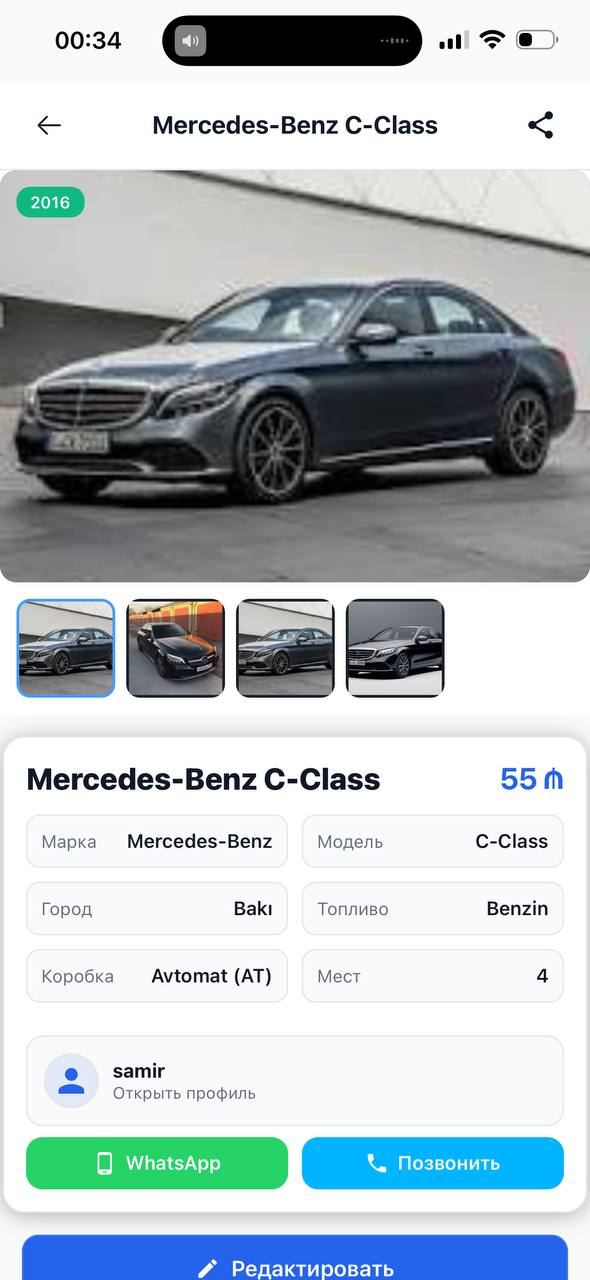 00:34
Mercedes-Benz C-Class
2016
Mercedes-Benz C-Class 55 ₼
Марка Mercedes-Benz Модель C-Class
Город Bakı Топливо Benzin
Коробка Avtomat (AT) Мест 4
samir
Открыть профиль
WhatsApp Позвонить
Редактировать